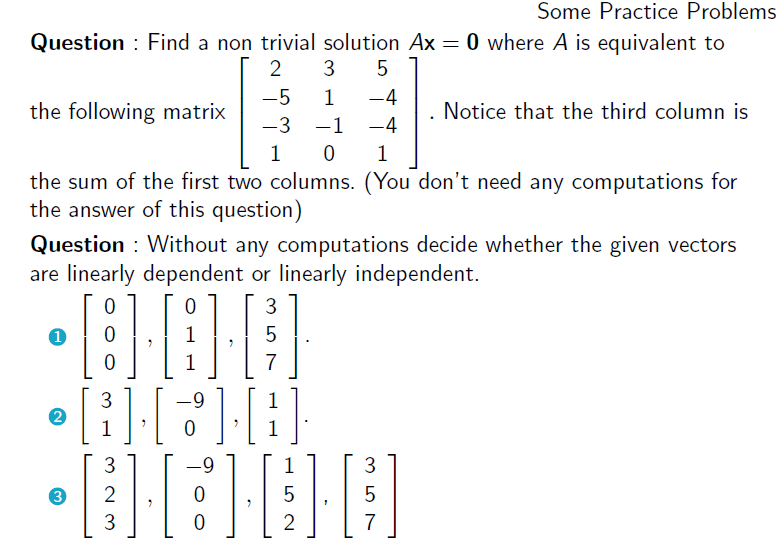 Some Practice Problems
Question : Find a non trivial solution Ax = 0 where A is equivalent to
the following matrix [ 2 3 5 ; −5 1 −4 ; −3 −1 −4 ; 1 0 1 ] . Notice that the third column is
the sum of the first two columns. (You don't need any computations for
the answer of this question)
Question : Without any computations decide whether the given vectors
are linearly dependent or linearly independent.
1 [ 0 ; 0 ; 0 ] , [ 0 ; 1 ; 1 ] , [ 3 ; 5 ; 7 ] .
2 [ 3 ; 1 ] , [ −9 ; 0 ] , [ 1 ; 1 ] .
3 [ 3 ; 2 ; 3 ] , [ −9 ; 0 ; 0 ] , [ 1 ; 5 ; 2 ] , [ 3 ; 5 ; 7 ]